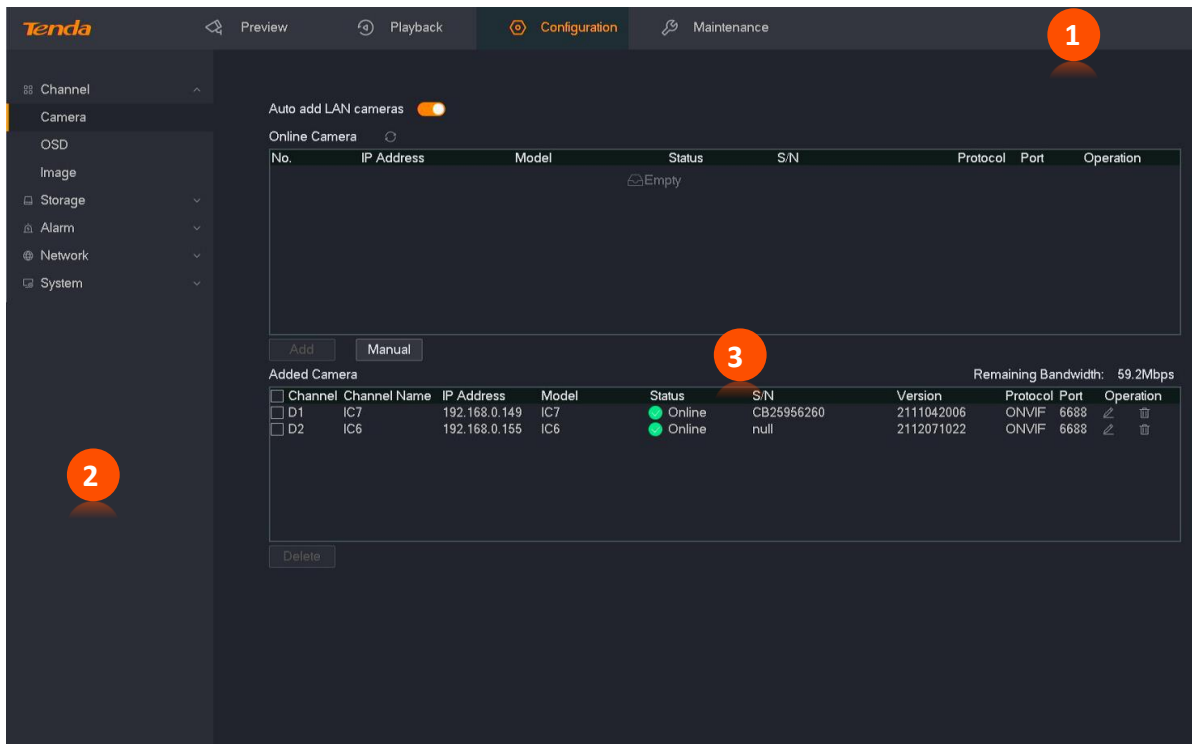 Tenda Preview Playback Configuration Maintenance 1
Channel
Camera
OSD
Image
Storage
Alarm
Network
System
2
Auto add LAN cameras
Online Camera
No. IP Address Model Status S/N Protocol Port Operation
Empty
Add Manual
3
Added Camera Remaining Bandwidth: 59.2Mbps
Channel Channel Name IP Address Model Status S/N Version Protocol Port Operation
D1 IC7 192.168.0.149 IC7 Online CB25956260 2111042006 ONVIF 6688
D2 IC6 192.168.0.155 IC6 Online null 2112071022 ONVIF 6688
Delete